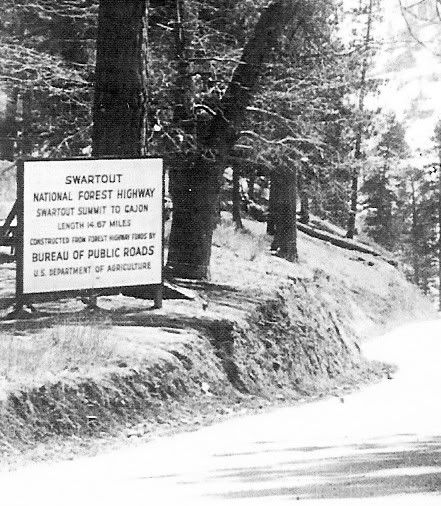 SWARTOUT
NATIONAL FOREST HIGHWAY
SWARTOUT SUMMIT TO CAJON
LENGTH 14.67 MILES
CONSTRUCTED FROM FOREST HIGHWAY FUNDS BY
BUREAU OF PUBLIC ROADS
U.S. DEPARTMENT OF AGRICULTURE